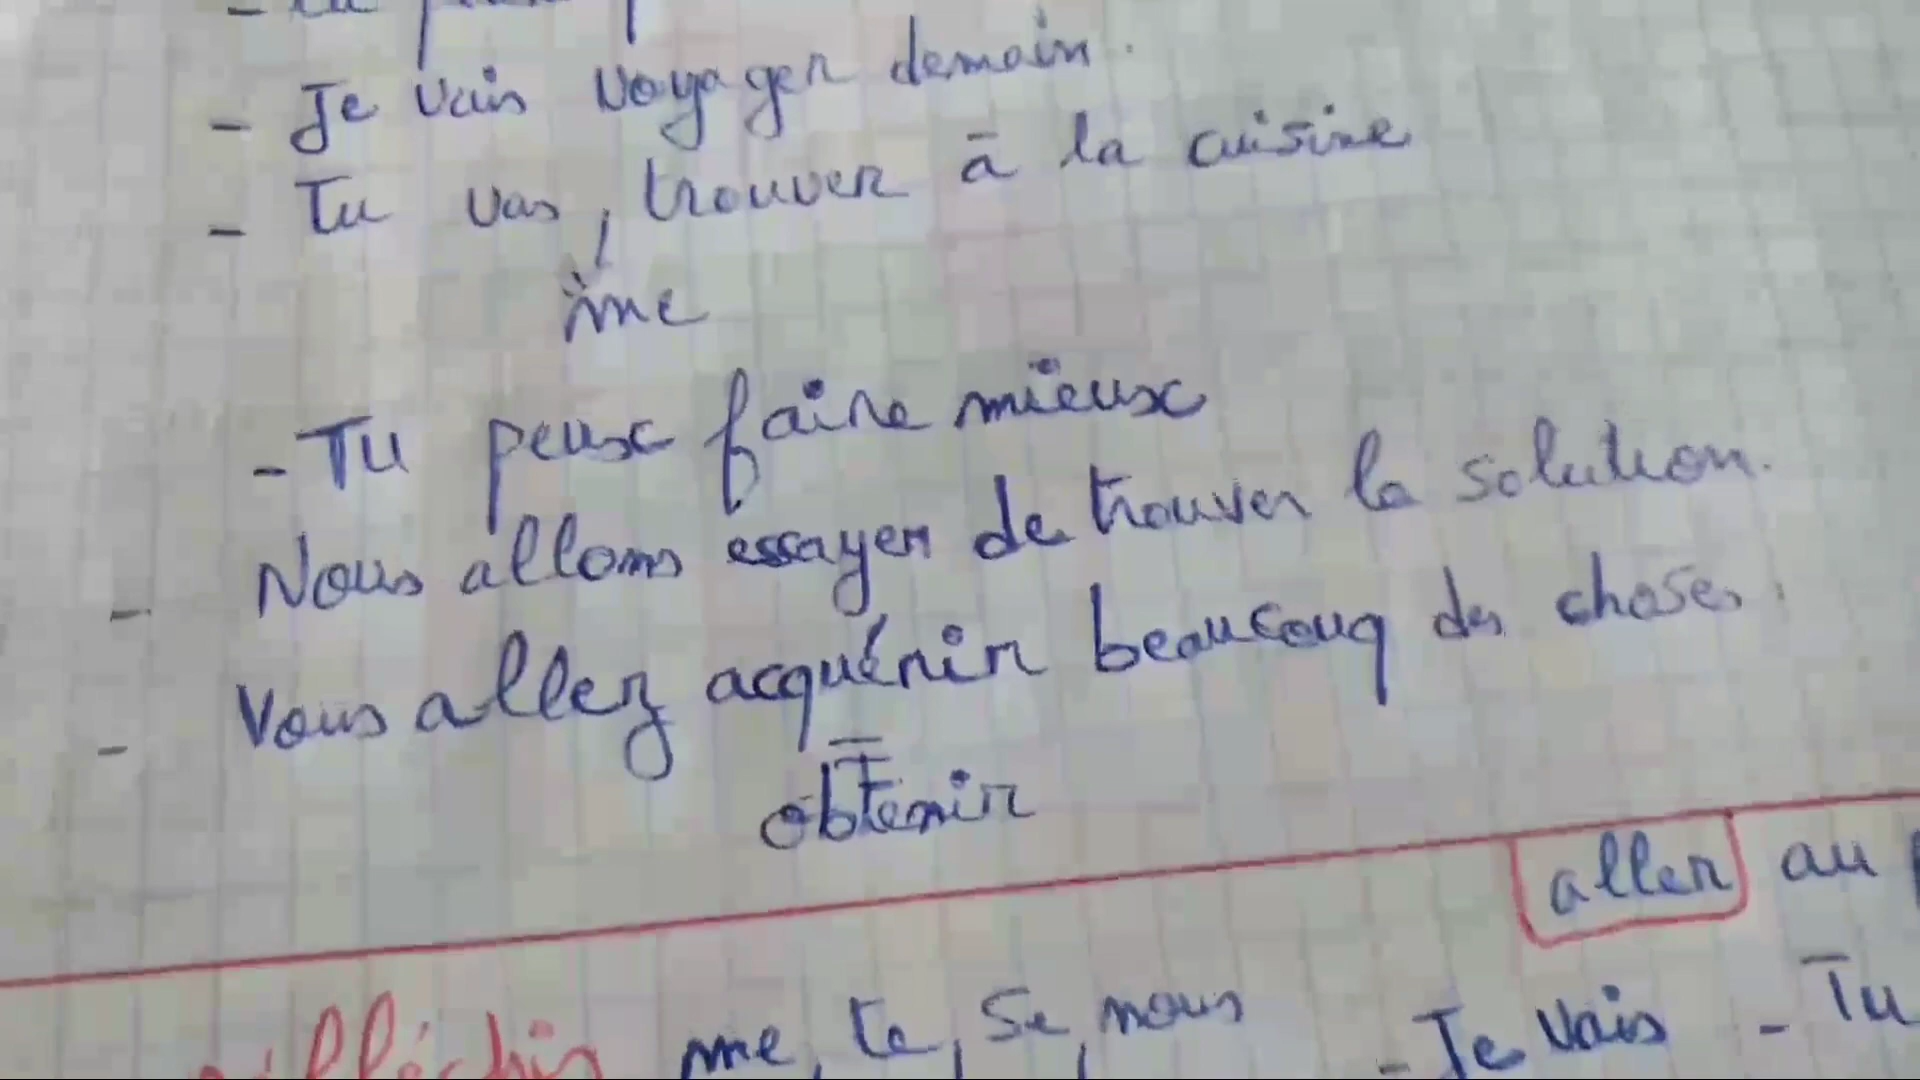 - Je vais voyager demain.
- Tu vas, trouver à la cuisine
me
- Tu peux faire mieux
- Nous allons essayer de trouver la solution.
- Vous allez acquérir beaucoup des choses.
=
obtenir
aller au
me, te, se, nous
- Je vais - Tu